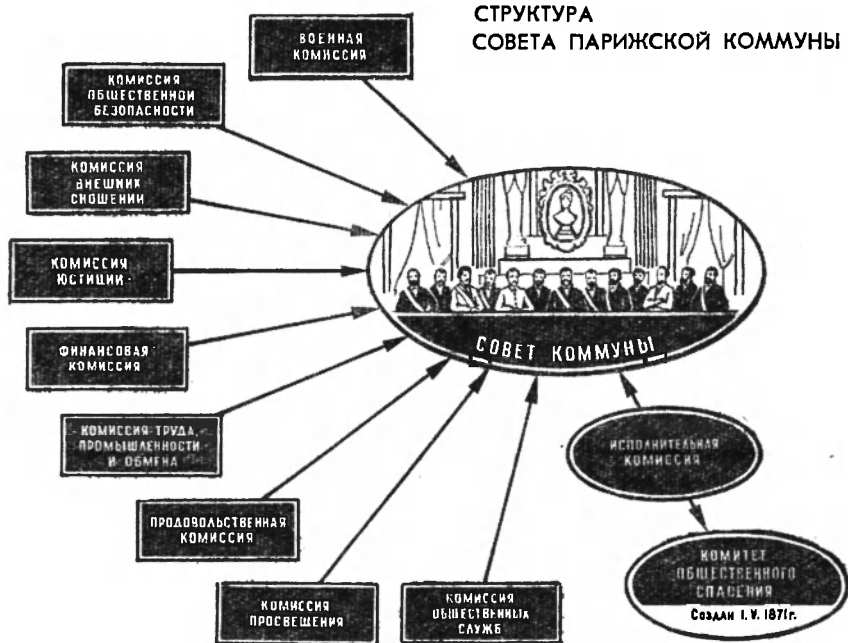 СТРУКТУРА
СОВЕТА ПАРИЖСКОЙ КОММУНЫ
ВОЕННАЯ
КОМИССИЯ
КОМИССИЯ
ОБЩЕСТВЕННОЙ
БЕЗОПАСНОСТИ
КОМИССИЯ
ВНЕШНИХ
СНОШЕНИЙ
КОМИССИЯ
ЮСТИЦИИ
ФИНАНСОВАЯ
КОМИССИЯ
КОМИССИЯ ТРУДА,
ПРОМЫШЛЕННОСТИ
И ОБМЕНА
ПРОДОВОЛЬСТВЕННАЯ
КОМИССИЯ
КОМИССИЯ
ПРОСВЕЩЕНИЯ
КОМИССИЯ
ОБЩЕСТВЕННЫХ
СЛУЖБ
СОВЕТ КОММУНЫ
ИСПОЛНИТЕЛЬНАЯ
КОМИССИЯ
КОМИТЕТ
ОБЩЕСТВЕННОГО
СПАСЕНИЯ
Создан 1.V.1871г.